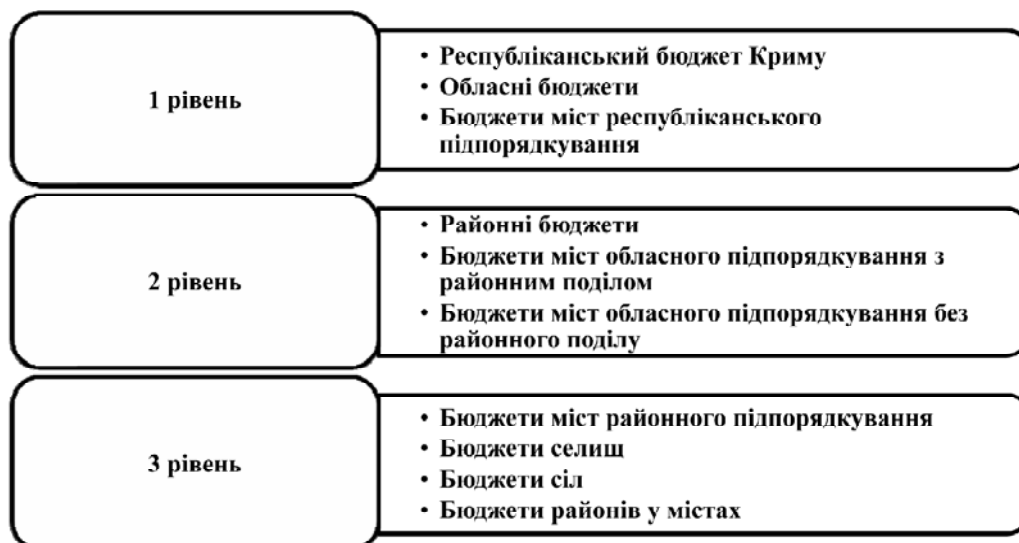 1 рівень
• Республіканський бюджет Криму
• Обласні бюджети
• Бюджети міст республіканського
підпорядкування
2 рівень
• Районні бюджети
• Бюджети міст обласного підпорядкування з
районним поділом
• Бюджети міст обласного підпорядкування без
районного поділу
3 рівень
• Бюджети міст районного підпорядкування
• Бюджети селищ
• Бюджети сіл
• Бюджети районів у містах